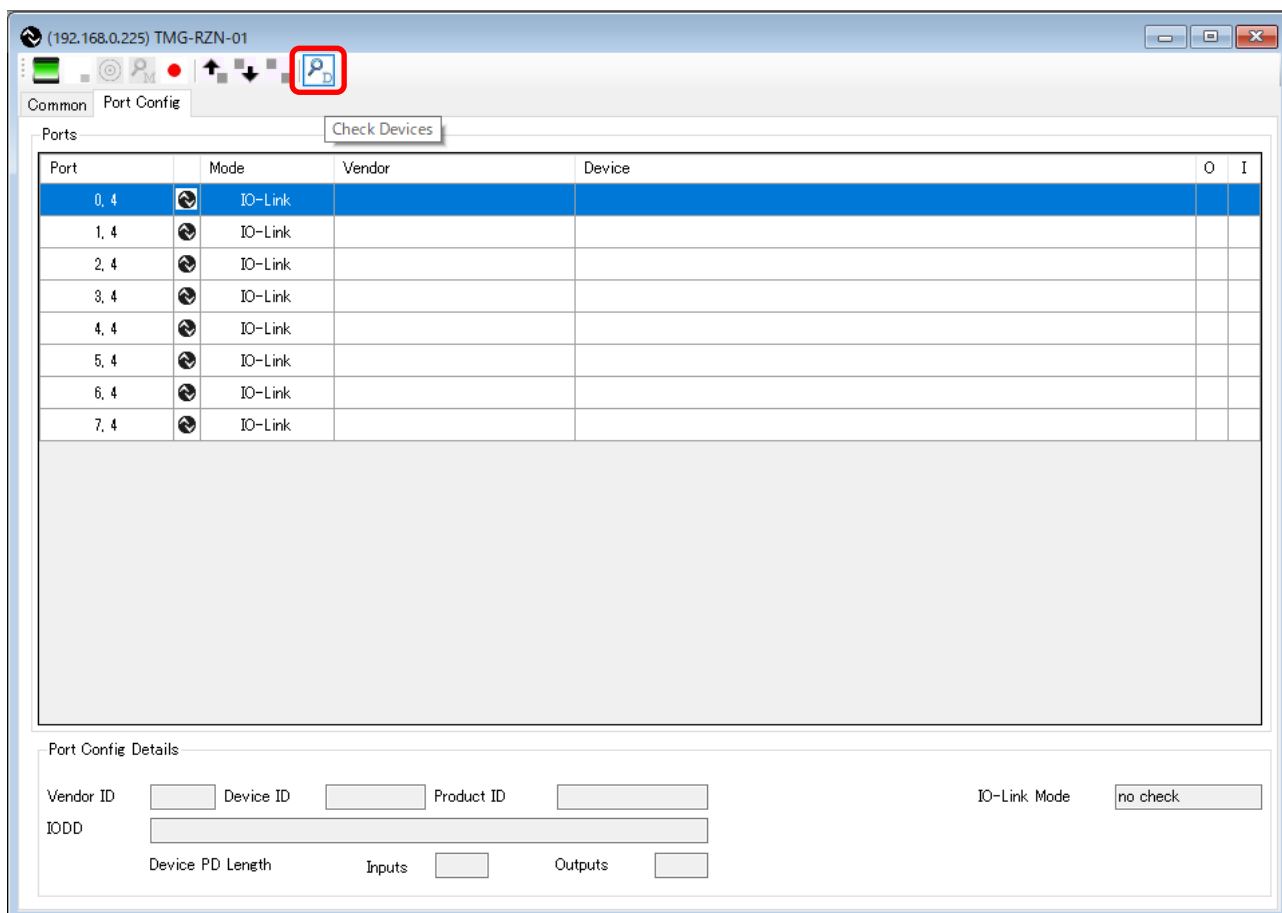 (192.168.0.225) TMG-RZN-01
M D
Common Port Config
Check Devices
Ports
Port Mode Vendor Device O I
0, 4 IO-Link
1, 4 IO-Link
2, 4 IO-Link
3, 4 IO-Link
4, 4 IO-Link
5, 4 IO-Link
6, 4 IO-Link
7, 4 IO-Link
Port Config Details
Vendor ID Device ID Product ID IO-Link Mode no check
IODD
Device PD Length Inputs Outputs